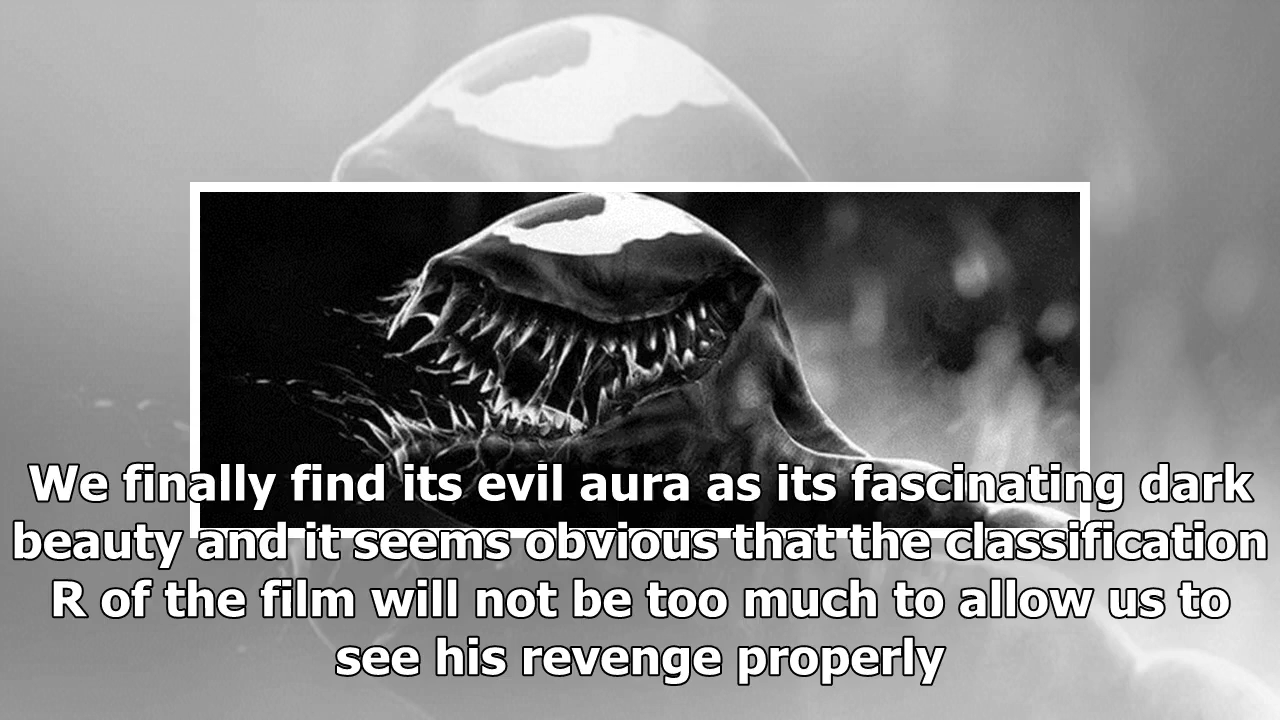 We finally find its evil aura as its fascinating dark
beauty and it seems obvious that the classification
R of the film will not be too much to allow us to
see his revenge properly